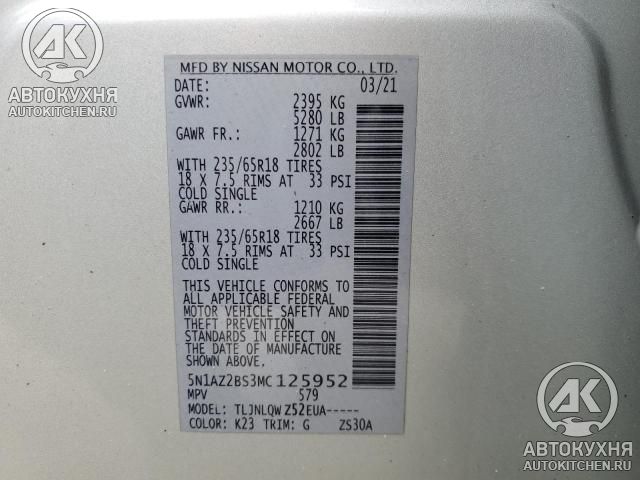 MFD BY NISSAN MOTOR CO., LTD.
DATE: 03/21
GVWR: 2395 KG
5280 LB
GAWR FR.: 1271 KG
2802 LB
WITH 235/65R18 TIRES
18 X 7.5 RIMS AT 33 PSI
COLD SINGLE
GAWR RR.: 1210 KG
2667 LB
WITH 235/65R18 TIRES
18 X 7.5 RIMS AT 33 PSI
COLD SINGLE
THIS VEHICLE CONFORMS TO
ALL APPLICABLE FEDERAL
MOTOR VEHICLE SAFETY AND
THEFT PREVENTION
STANDARDS IN EFFECT ON
THE DATE OF MANUFACTURE
SHOWN ABOVE.
5N1AZ2BS3MC125952
MPV 579
MODEL: TLJNLQWZ52EUA-----
COLOR: K23 TRIM: G ZS30A
АВТОКУХНЯ
AUTOKITCHEN.RU
АВТОКУХНЯ
AUTOKITCHEN.RU